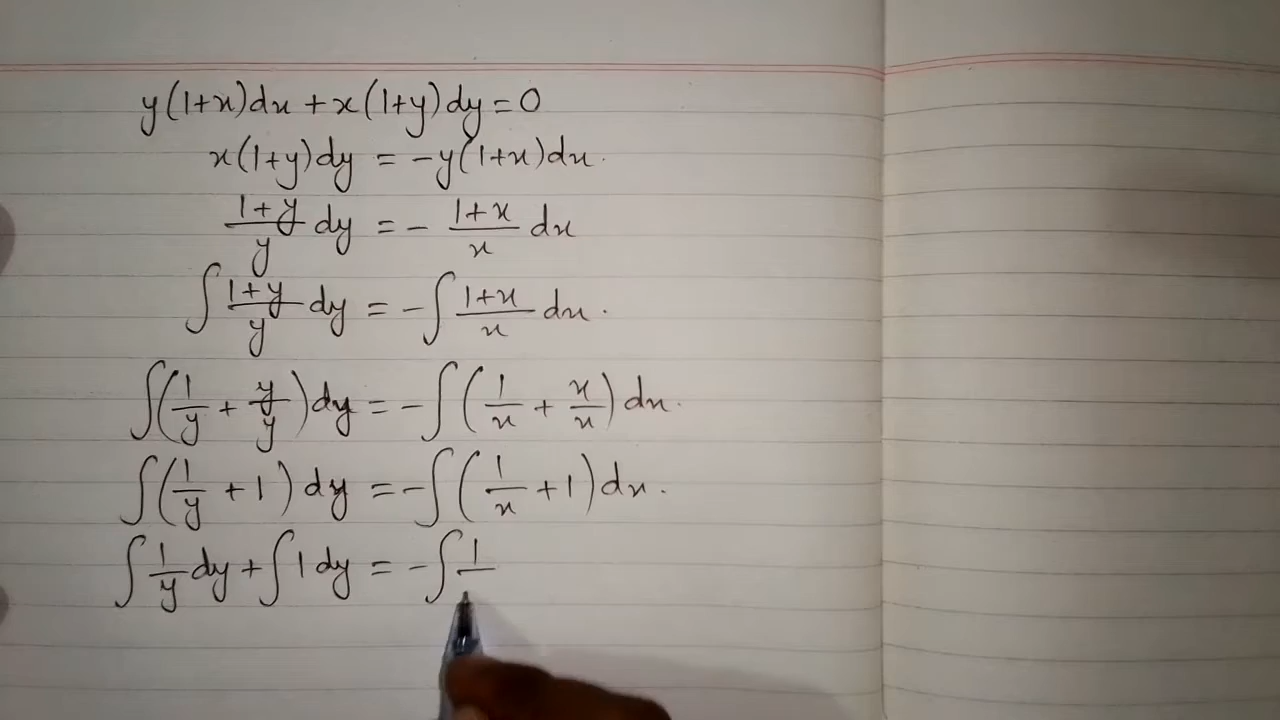 y(1+x)dx + x(1+y)dy = 0
x(1+y)dy = -y(1+x)dx.
(1+y)/y dy = - (1+x)/x dx
∫ (1+y)/y dy = -∫ (1+x)/x dx.
∫(1/y + y/y)dy = -∫(1/x + x/x)dx.
∫(1/y + 1)dy = -∫(1/x + 1)dx.
∫ 1/y dy + ∫ 1 dy = -∫ 1/